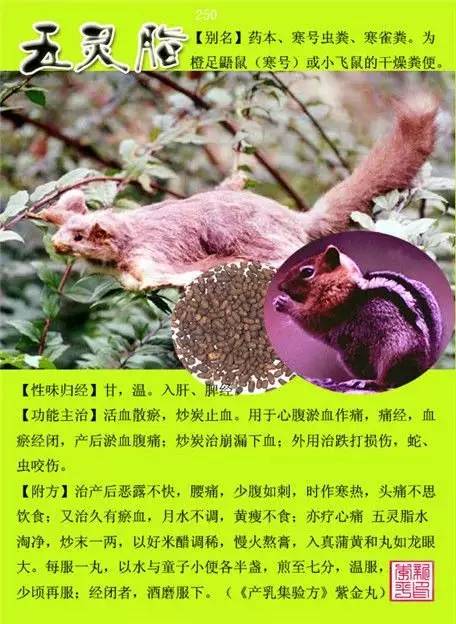 250
五灵脂
【别名】药本、寒号虫粪、寒雀粪。为
橙足鼯鼠（寒号）或小飞鼠的干燥粪便。
【性味归经】甘，温。入肝、脾经。
【功能主治】活血散瘀，炒炭止血。用于心腹淤血作痛，痛经，血
瘀经闭，产后淤血腹痛；炒炭治崩漏下血；外用治跌打损伤，蛇、
虫咬伤。
【附方】治产后恶露不快，腰痛，少腹如刺，时作寒热，头痛不思
饮食；又治久有瘀血，月水不调，黄瘦不食；亦疗心痛 五灵脂水
淘净，炒末一两，以好米醋调稀，慢火熬膏，入真蒲黄和丸如龙眼
大。每服一丸，以水与童子小便各半盏，煎至七分，温服，
少顷再服；经闭者，酒磨服下。（《产乳集验方》紫金丸）